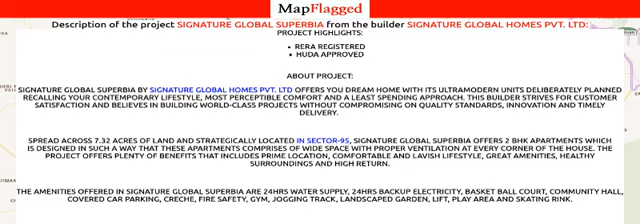 MapFlagged
Description of the project SIGNATURE GLOBAL SUPERBIA from the builder SIGNATURE GLOBAL HOMES PVT. LTD:
PROJECT HIGHLIGHTS:
• RERA REGISTERED
• HUDA APPROVED
ABOUT PROJECT:
SIGNATURE GLOBAL SUPERBIA BY SIGNATURE GLOBAL HOMES PVT. LTD OFFERS YOU DREAM HOME WITH ITS ULTRAMODERN UNITS DELIBERATELY PLANNED
RECALLING YOUR CONTEMPORARY LIFESTYLE, MOST PERCEPTIBLE COMFORT AND A LEAST SPENDING APPROACH. THIS BUILDER STRIVES FOR CUSTOMER
SATISFACTION AND BELIEVES IN BUILDING WORLD-CLASS PROJECTS WITHOUT COMPROMISING ON QUALITY STANDARDS, INNOVATION AND TIMELY
DELIVERY.
SPREAD ACROSS 7.32 ACRES OF LAND AND STRATEGICALLY LOCATED IN SECTOR-95, SIGNATURE GLOBAL SUPERBIA OFFERS 2 BHK APARTMENTS WHICH
IS DESIGNED IN SUCH A WAY THAT THESE APARTMENTS COMPRISES OF WIDE SPACE WITH PROPER VENTILATION AT EVERY CORNER OF THE HOUSE. THE
PROJECT OFFERS PLENTY OF BENEFITS THAT INCLUDES PRIME LOCATION, COMFORTABLE AND LAVISH LIFESTYLE, GREAT AMENITIES, HEALTHY
SURROUNDINGS AND HIGH RETURN.
THE AMENITIES OFFERED IN SIGNATURE GLOBAL SUPERBIA ARE 24HRS WATER SUPPLY, 24HRS BACKUP ELECTRICITY, BASKET BALL COURT, COMMUNITY HALL,
COVERED CAR PARKING, CRECHE, FIRE SAFETY, GYM, JOGGING TRACK, LANDSCAPED GARDEN, LIFT, PLAY AREA AND SKATING RINK.